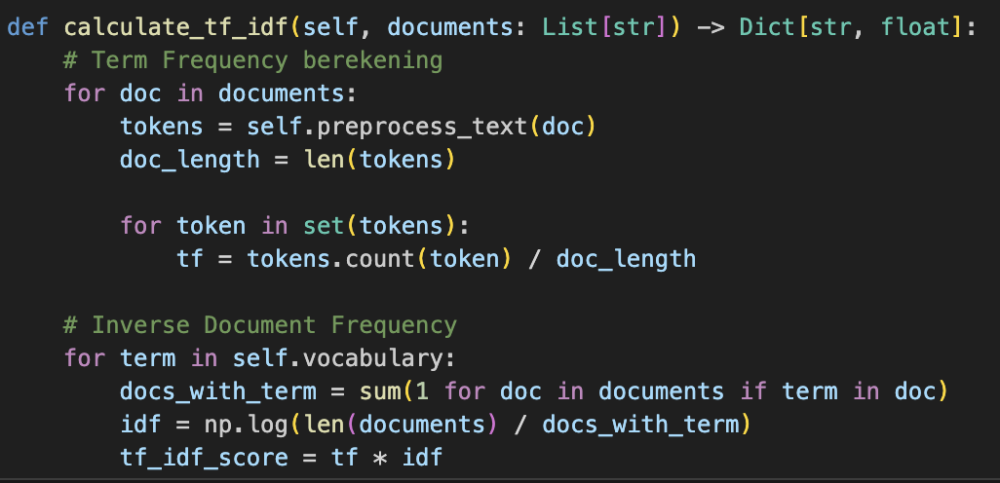 def calculate_tf_idf(self, documents: List[str]) -> Dict[str, float]:
    # Term Frequency berekening
    for doc in documents:
        tokens = self.preprocess_text(doc)
        doc_length = len(tokens)

        for token in set(tokens):
            tf = tokens.count(token) / doc_length

    # Inverse Document Frequency
    for term in self.vocabulary:
        docs_with_term = sum(1 for doc in documents if term in doc)
        idf = np.log(len(documents) / docs_with_term)
        tf_idf_score = tf * idf